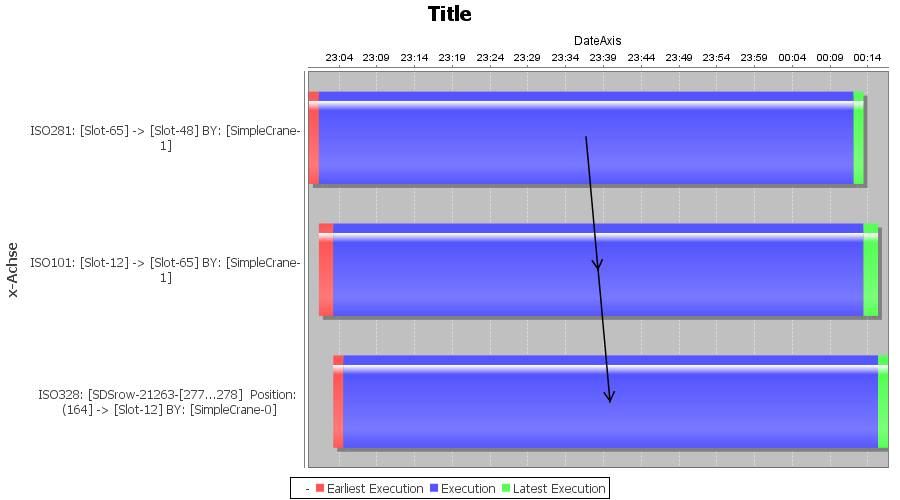 Title
DateAxis
23:04 23:09 23:14 23:19 23:24 23:29 23:34 23:39 23:44 23:49 23:54 23:59 00:04 00:09 00:14
x-Achse
ISO281: [Slot-65] -> [Slot-48] BY: [SimpleCrane-
1]
ISO101: [Slot-12] -> [Slot-65] BY: [SimpleCrane-
1]
ISO328: [SDSrow-21263-[277...278] Position:
(164] -> [Slot-12] BY: [SimpleCrane-0]
- Earliest Execution Execution Latest Execution